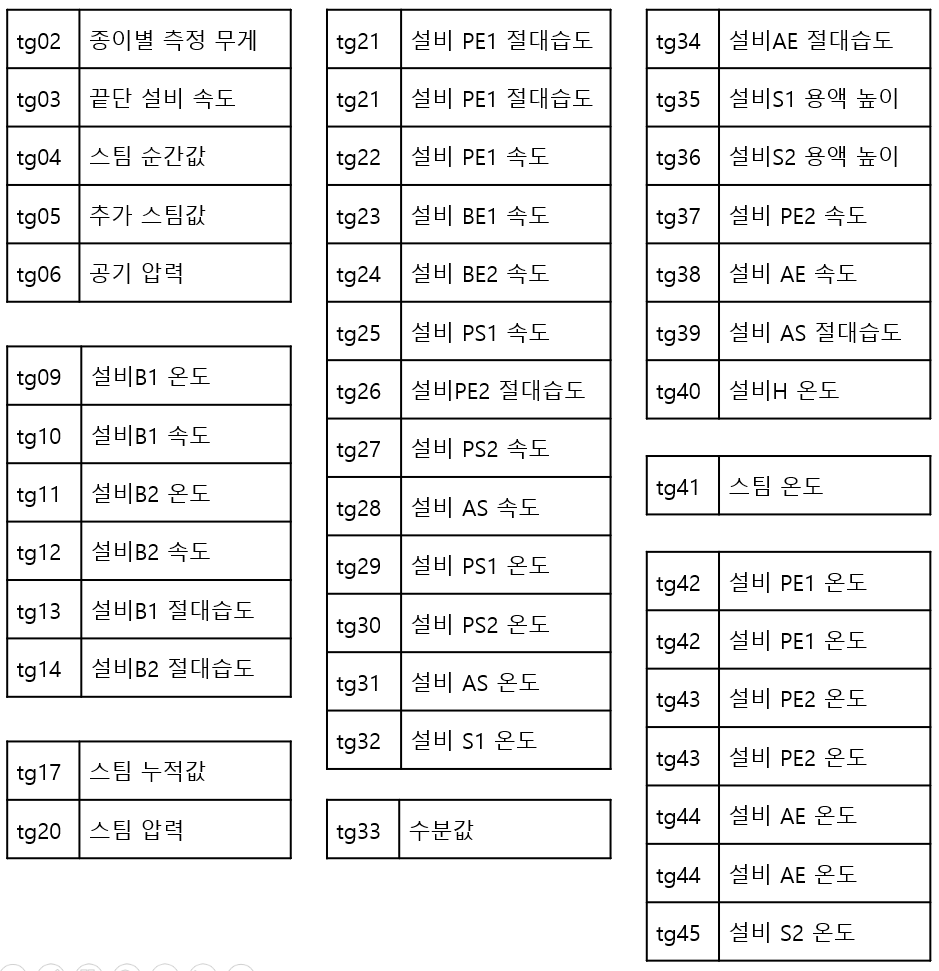 tg02 종이별 측정 무게
tg03 끝단 설비 속도
tg04 스팀 순간값
tg05 추가 스팀값
tg06 공기 압력
tg09 설비B1 온도
tg10 설비B1 속도
tg11 설비B2 온도
tg12 설비B2 속도
tg13 설비B1 절대습도
tg14 설비B2 절대습도
tg17 스팀 누적값
tg20 스팀 압력
tg21 설비 PE1 절대습도
tg21 설비 PE1 절대습도
tg22 설비 PE1 속도
tg23 설비 BE1 속도
tg24 설비 BE2 속도
tg25 설비 PS1 속도
tg26 설비PE2 절대습도
tg27 설비 PS2 속도
tg28 설비 AS 속도
tg29 설비 PS1 온도
tg30 설비 PS2 온도
tg31 설비 AS 온도
tg32 설비 S1 온도
tg33 수분값
tg34 설비AE 절대습도
tg35 설비S1 용액 높이
tg36 설비S2 용액 높이
tg37 설비 PE2 속도
tg38 설비 AE 속도
tg39 설비 AS 절대습도
tg40 설비H 온도
tg41 스팀 온도
tg42 설비 PE1 온도
tg42 설비 PE1 온도
tg43 설비 PE2 온도
tg43 설비 PE2 온도
tg44 설비 AE 온도
tg44 설비 AE 온도
tg45 설비 S2 온도